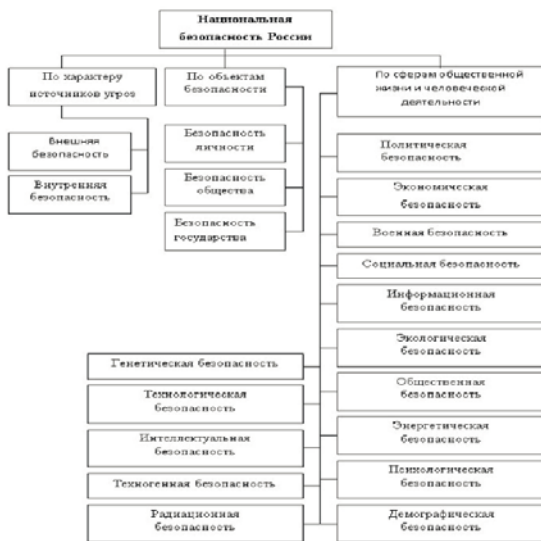 Национальная
безопасность России
По характеру
источников угроз
Внешняя
безопасность
Внутренняя
безопасность
По объектам
безопасности
Безопасность
личности
Безопасность
общества
Безопасность
государства
По сферам общественной
жизни и человеческой
деятельности
Политическая
безопасность
Экономическая
безопасность
Военная безопасность
Социальная безопасность
Информационная
безопасность
Экологическая
безопасность
Общественная
безопасность
Энергетическая
безопасность
Психологическая
безопасность
Демографическая
безопасность
Генетическая безопасность
Технологическая
безопасность
Интеллектуальная
безопасность
Техногенная безопасность
Радиационная
безопасность